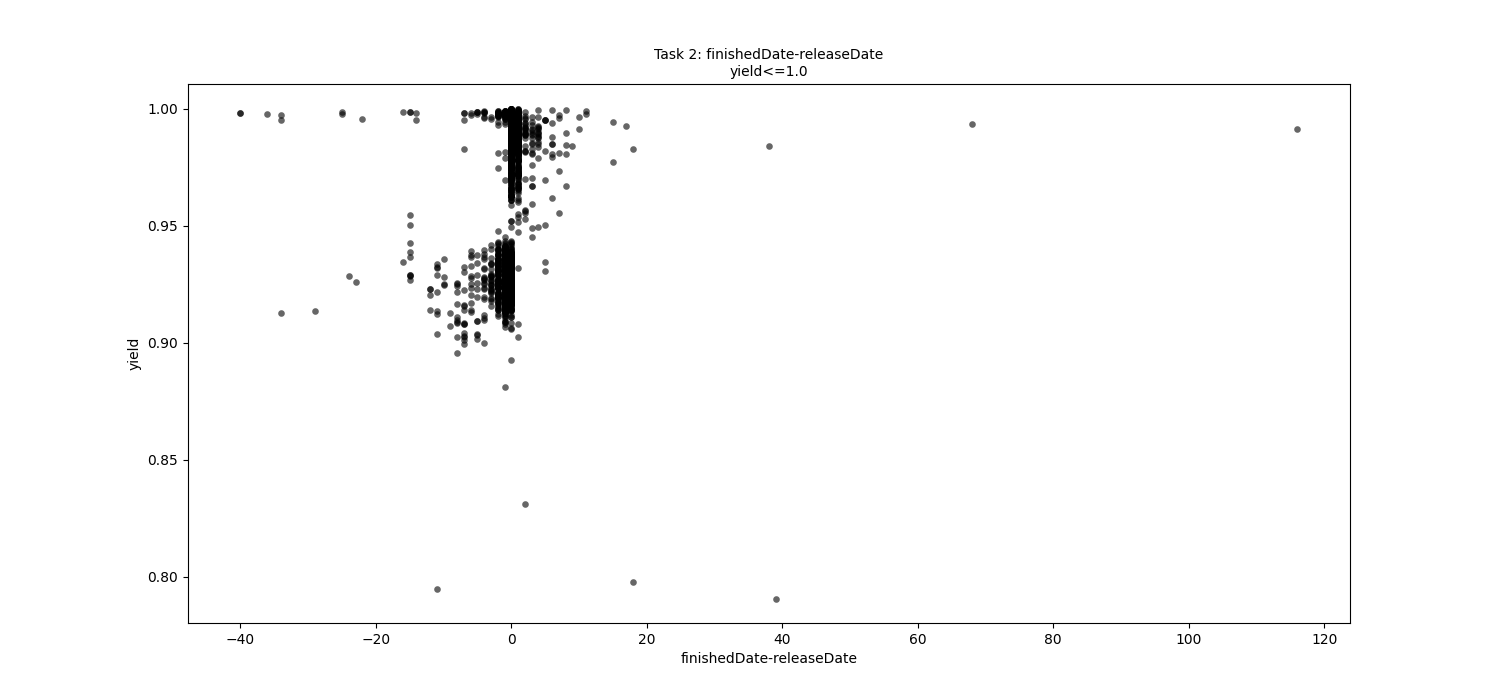 Task 2: finishedDate-releaseDate
yield<=1.0
1.00
0.95
0.90
0.85
0.80
yield
−40 −20 0 20 40 60 80 100 120
finishedDate-releaseDate